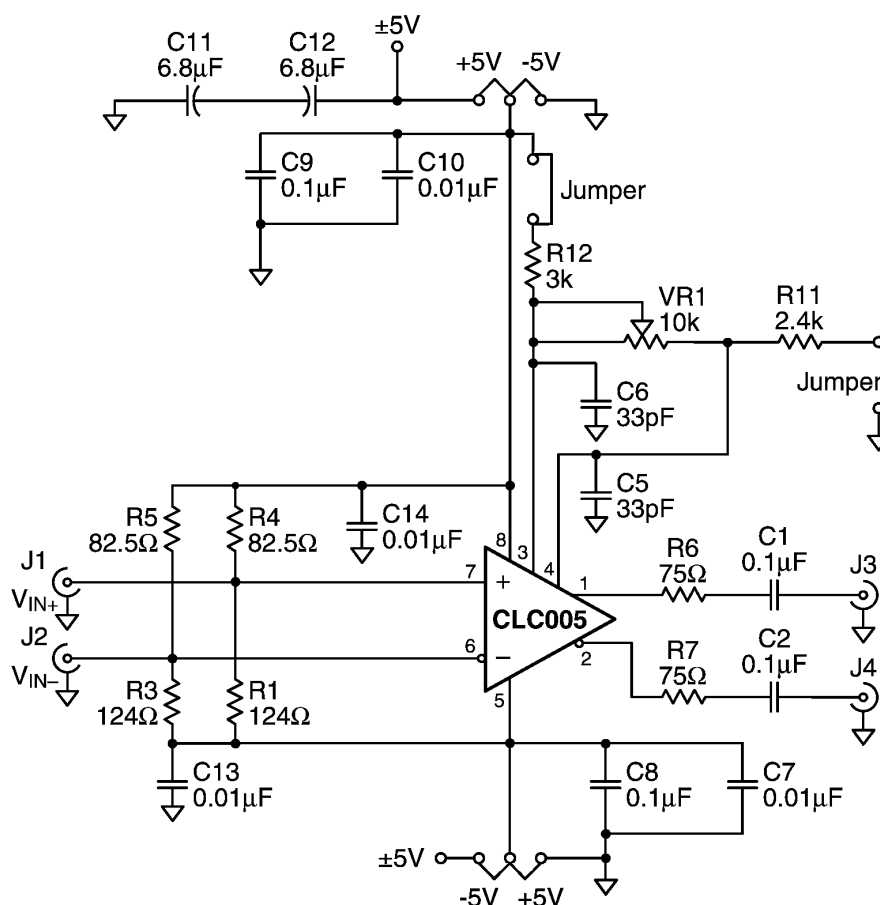 ±5V
C11
6.8µF
C12
6.8µF
+5V
-5V
C9
0.1µF
C10
0.01µF
Jumper
R12
3k
VR1
10k
R11
2.4k
Jumper
C6
33pF
C5
33pF
R5
82.5Ω
R4
82.5Ω
C14
0.01µF
8
3
4
J1
VIN+
7
+
CLC005
1
R6
75Ω
C1
0.1µF
J3
J2
VIN−
6
−
2
5
R7
75Ω
C2
0.1µF
J4
R3
124Ω
R1
124Ω
C13
0.01µF
C8
0.1µF
C7
0.01µF
±5V
-5V
+5V